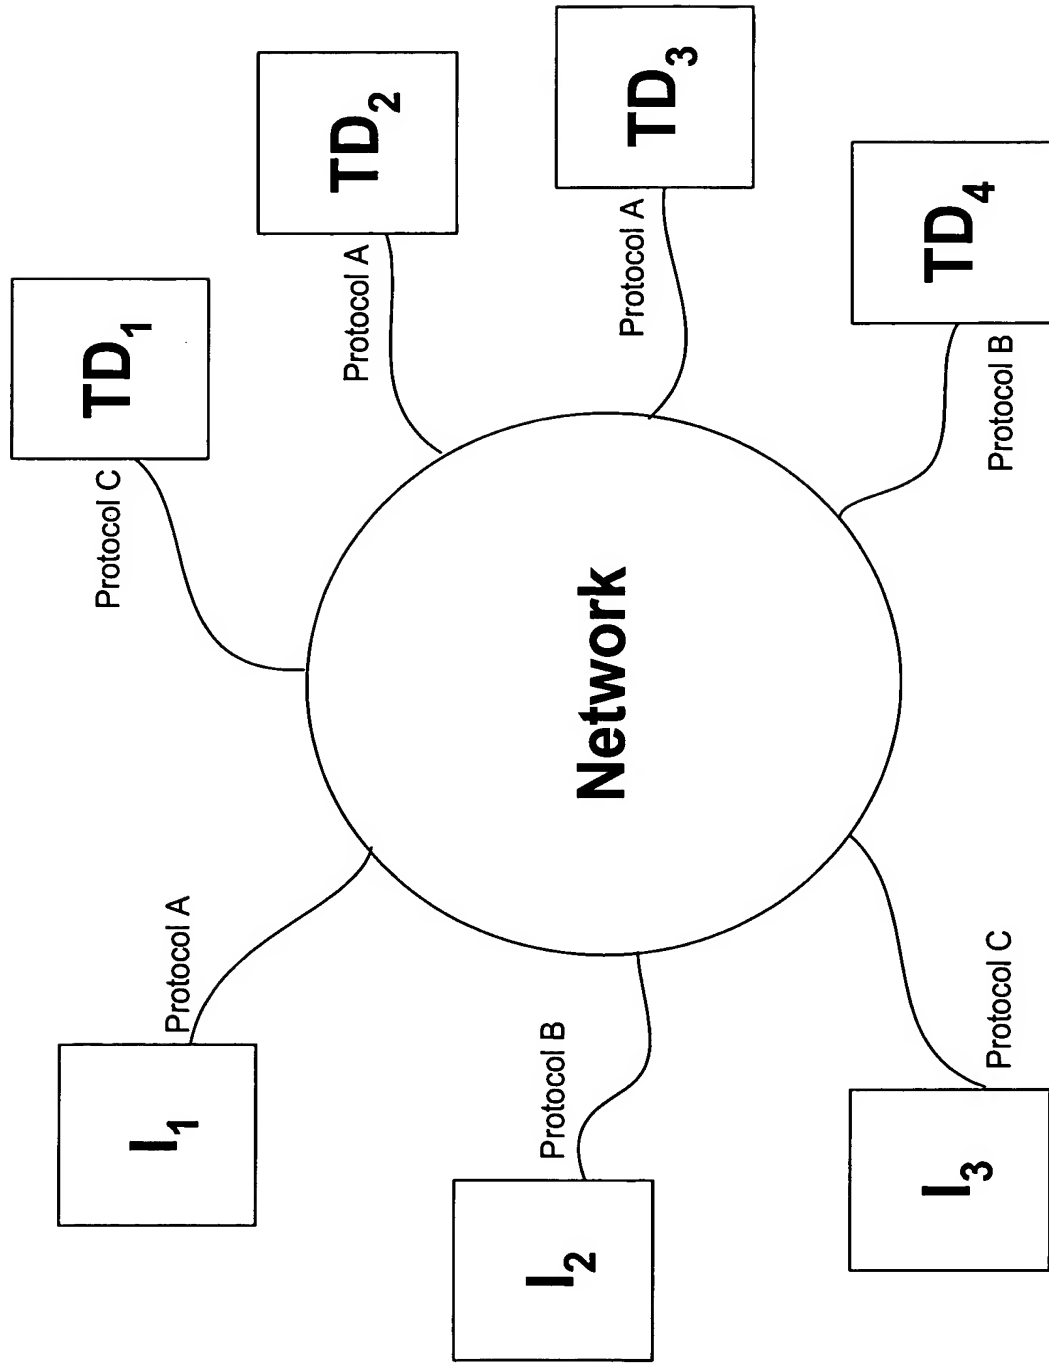 I₁
Protocol A
I₂
Protocol B
I₃
Protocol C
Network
TD₁
Protocol C
TD₂
Protocol A
TD₃
Protocol A
TD₄
Protocol B